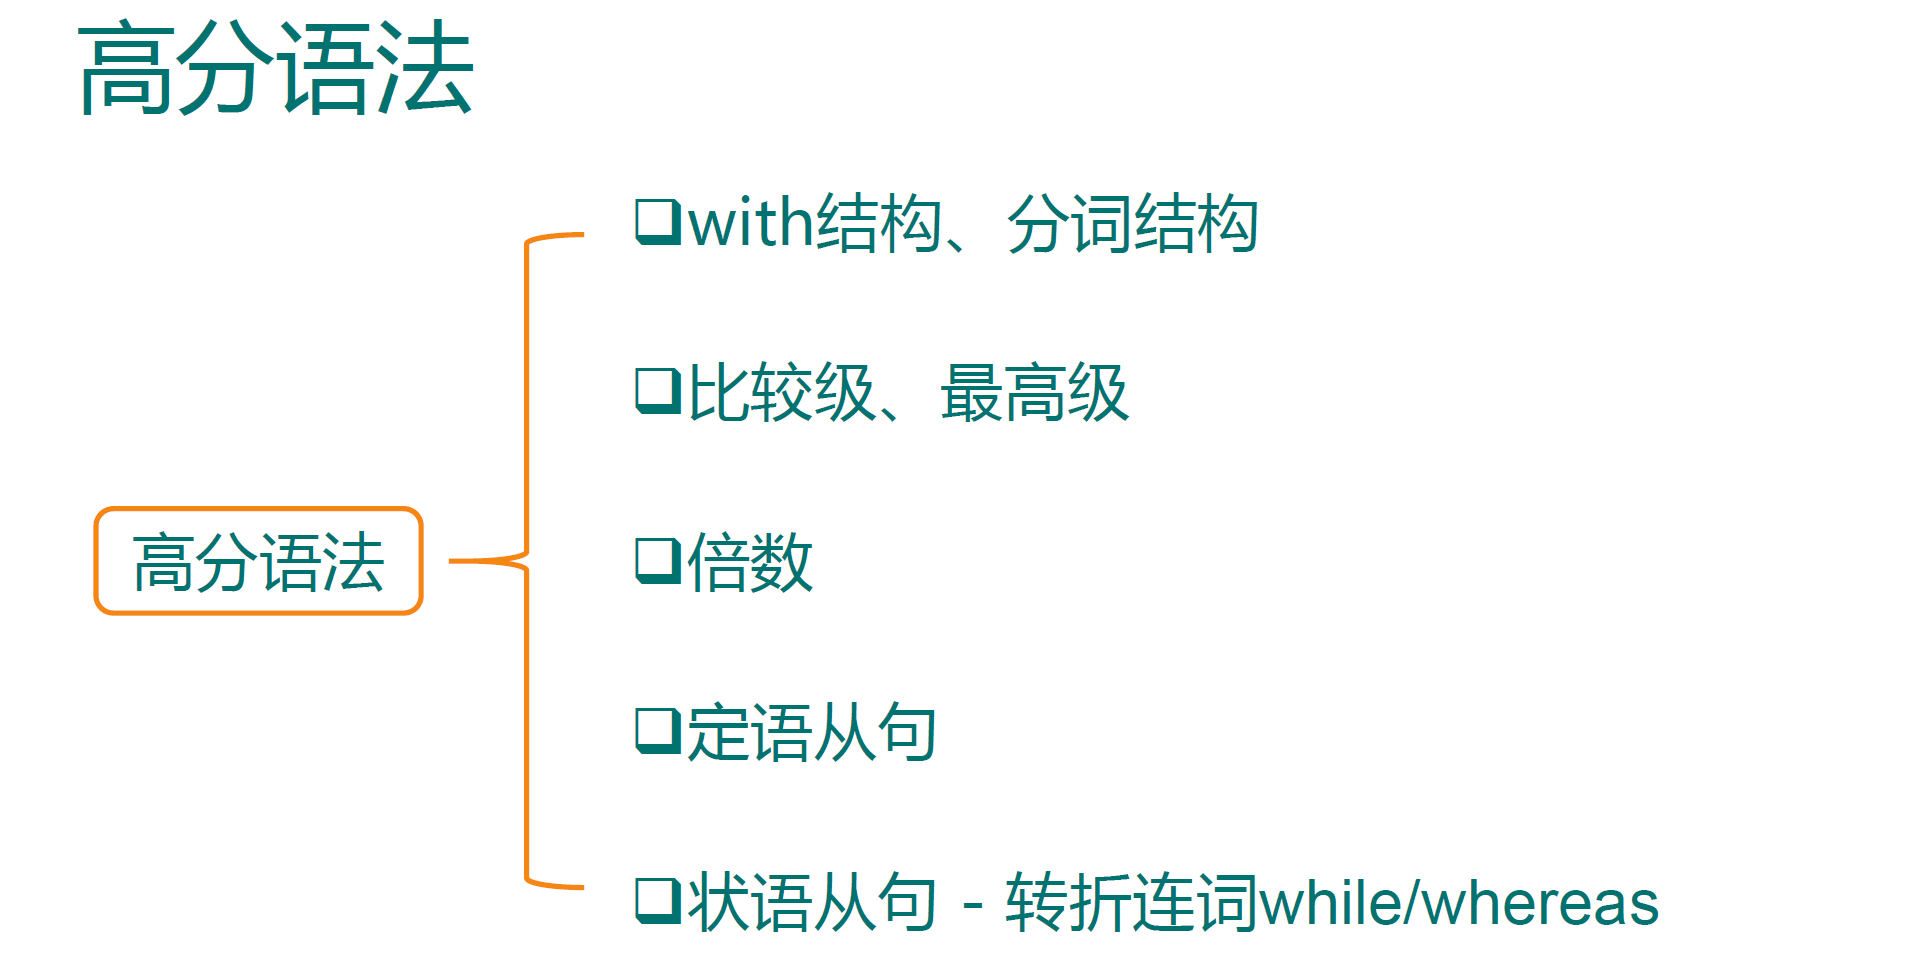 高分语法
with结构、分词结构
比较级、最高级
高分语法
倍数
定语从句
状语从句 - 转折连词while/whereas